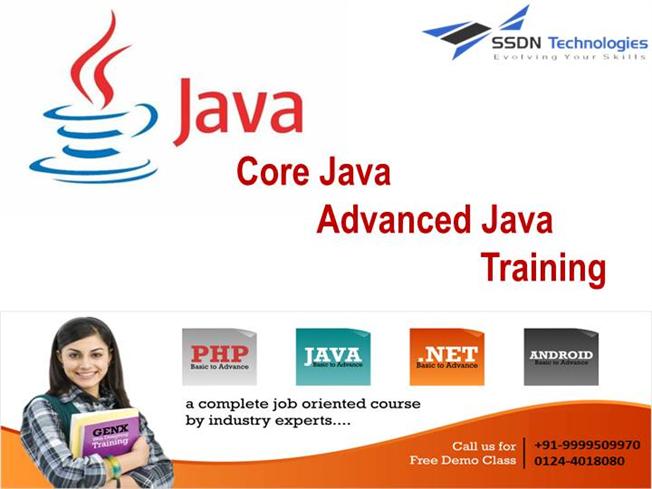 Java
SSDN Technologies
Evolving Your Skills
Core Java
Advanced Java
Training
PHP
Basic to Advance
JAVA
Basic to Advance
.NET
Basic to Advance
ANDROID
Basic to Advance
GENX
Training
a complete job oriented course
by industry experts....
Call us for
Free Demo Class
+91-9999509970
0124-4018080